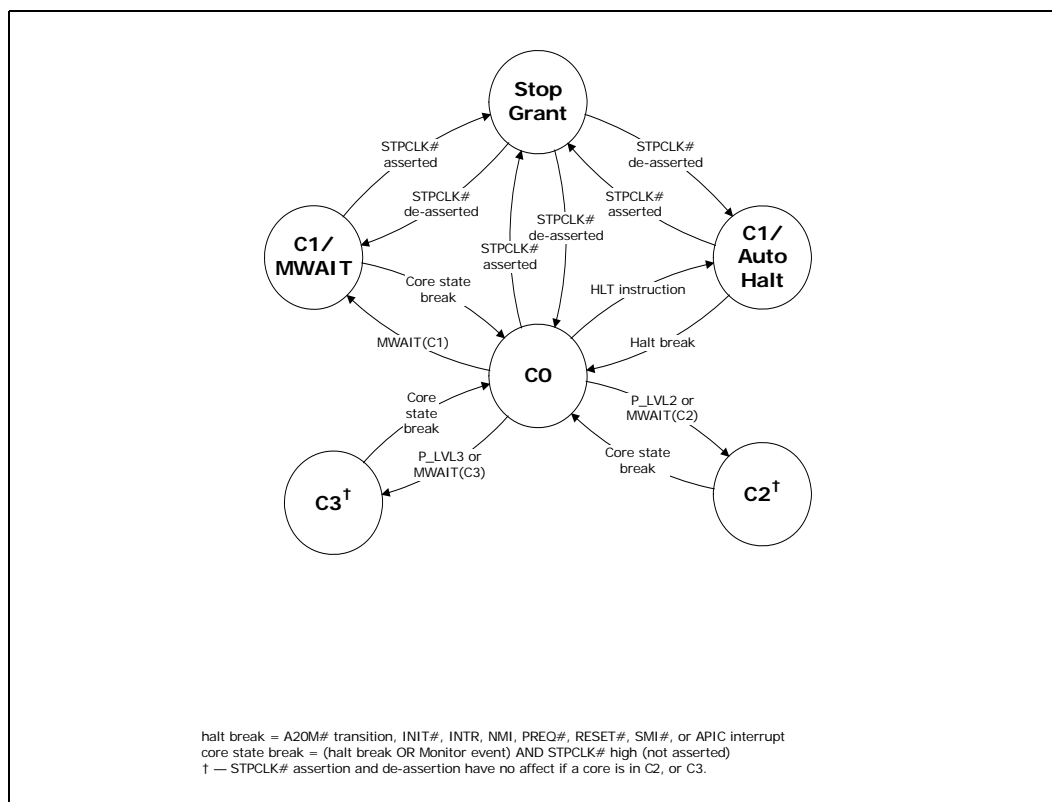 Stop
Grant
STPCLK#
asserted
STPCLK#
de-asserted
STPCLK#
de-asserted
STPCLK#
asserted
STPCLK#
de-asserted
STPCLK#
asserted
C1/
MWAIT
C1/
Auto
Halt
Core state
break
HLT instruction
MWAIT(C1)
Halt break
C0
Core
state
break
P_LVL2 or
MWAIT(C2)
P_LVL3 or
MWAIT(C3)
Core state
break
C3†
C2†
halt break = A20M# transition, INIT#, INTR, NMI, PREQ#, RESET#, SMI#, or APIC interrupt
core state break = (halt break OR Monitor event) AND STPCLK# high (not asserted)
† — STPCLK# assertion and de-assertion have no affect if a core is in C2, or C3.